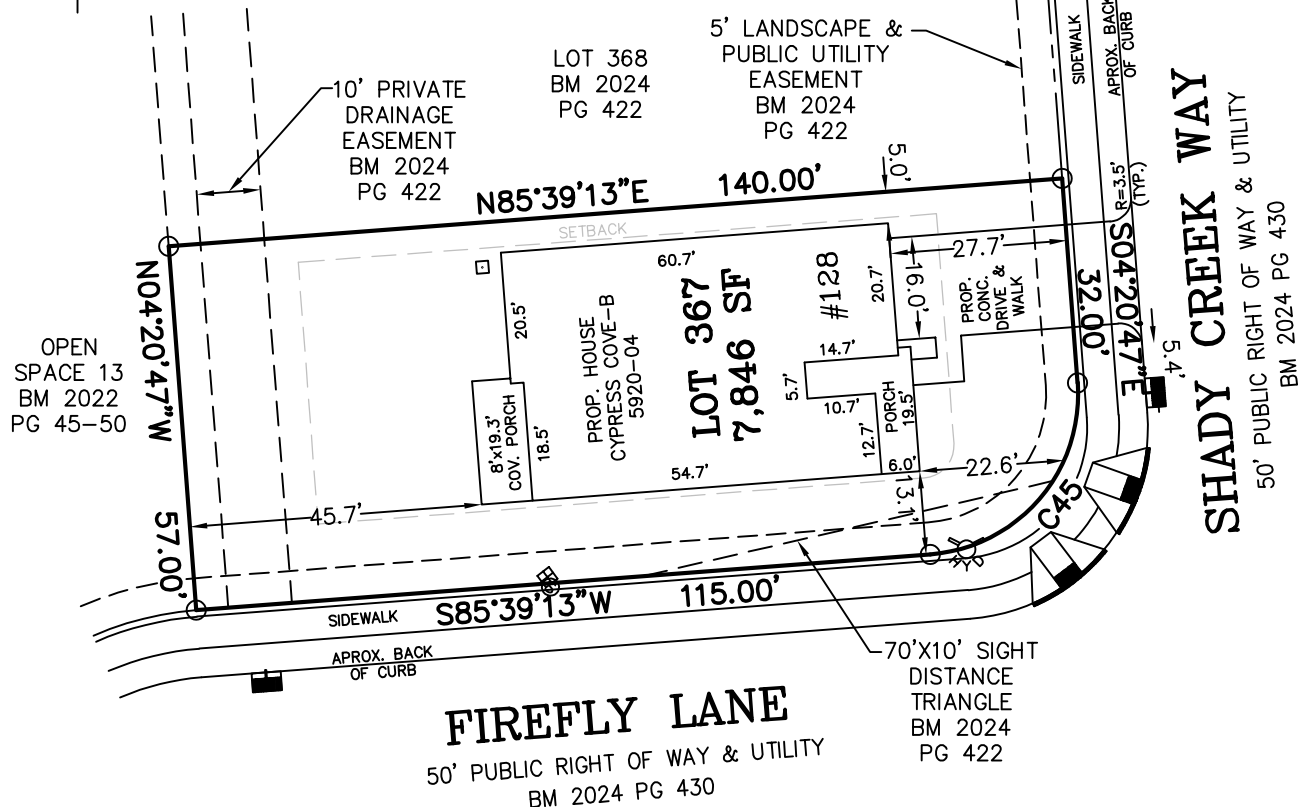 5' LANDSCAPE &
PUBLIC UTILITY
EASEMENT
BM 2024
PG 422
LOT 368
BM 2024
PG 422
10' PRIVATE
DRAINAGE
EASEMENT
BM 2024
PG 422
SIDEWALK
APROX. BACK
OF CURB
SHADY CREEK WAY
50' PUBLIC RIGHT OF WAY & UTILITY
BM 2024 PG 430
R=3.5'
(TYP.)
N85°39'13"E
140.00'
5.0'
SETBACK
60.7'
27.7'
S04°20'47"E
32.00'
N04°20'47"W
57.00'
OPEN
SPACE 13
BM 2022
PG 45-50
20.5'
PROP. HOUSE
CYPRESS COVE-B
5920-04
LOT 367
7,846 SF
#128
20.7'
16.0'
PROP.
CONC.
DRIVE &
WALK
5.4'
14.7'
5.7'
10.7'
12.7'
PORCH
19.5'
6.0'
8'x19.3'
COV. PORCH
18.5'
54.7'
22.6'
13.1'
45.7'
C45
HYD
SIDEWALK
S85°39'13"W
115.00'
APROX. BACK
OF CURB
70'X10' SIGHT
DISTANCE
TRIANGLE
BM 2024
PG 422
FIREFLY LANE
50' PUBLIC RIGHT OF WAY & UTILITY
BM 2024 PG 430